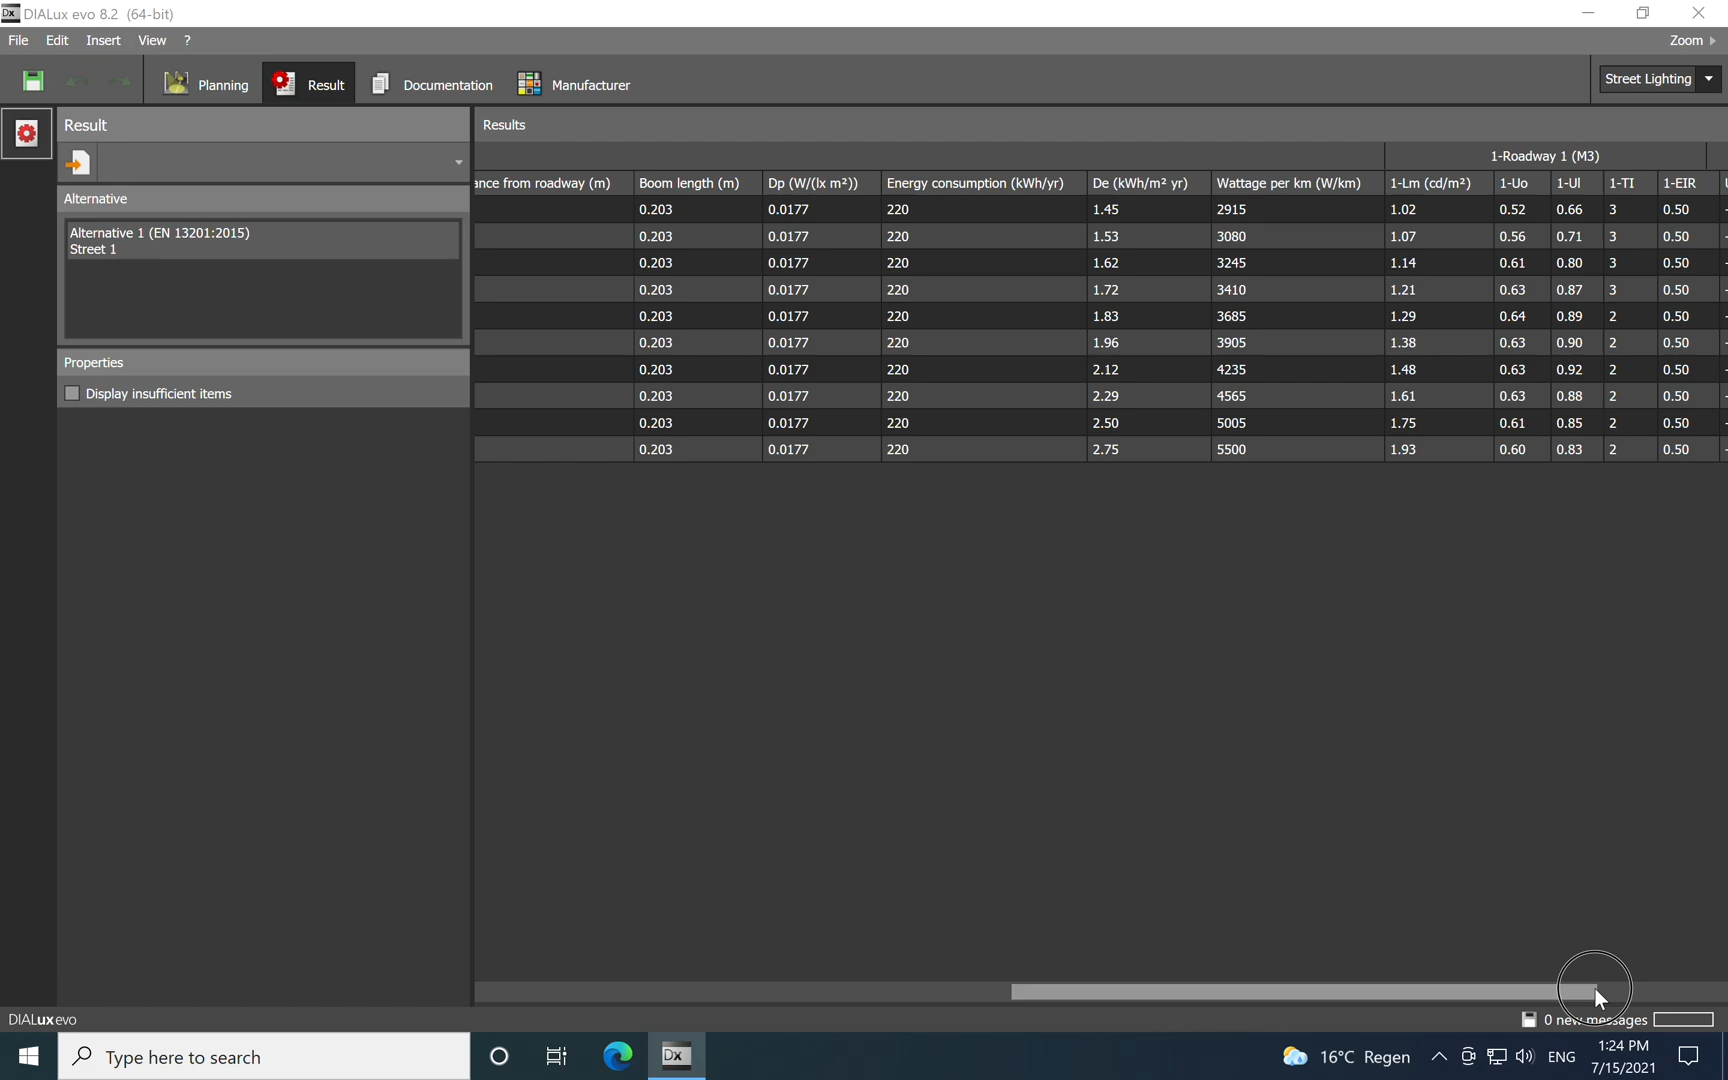 Dx DIALux evo 8.2 (64-bit)
File Edit Insert View ? Zoom
Planning Result Documentation Manufacturer Street Lighting
Result
Results
Alternative
Alternative 1 (EN 13201:2015)
Street 1
Properties
Display insufficient items
1-Roadway 1 (M3)
ance from roadway (m) Boom length (m) Dp (W/(lx m²)) Energy consumption (kWh/yr) De (kWh/m² yr) Wattage per km (W/km) 1-Lm (cd/m²) 1-Uo 1-Ul 1-TI 1-EIR
0.203 0.0177 220 1.45 2915 1.02 0.52 0.66 3 0.50
0.203 0.0177 220 1.53 3080 1.07 0.56 0.71 3 0.50
0.203 0.0177 220 1.62 3245 1.14 0.61 0.80 3 0.50
0.203 0.0177 220 1.72 3410 1.21 0.63 0.87 3 0.50
0.203 0.0177 220 1.83 3685 1.29 0.64 0.89 2 0.50
0.203 0.0177 220 1.96 3905 1.38 0.63 0.90 2 0.50
0.203 0.0177 220 2.12 4235 1.48 0.63 0.92 2 0.50
0.203 0.0177 220 2.29 4565 1.61 0.63 0.88 2 0.50
0.203 0.0177 220 2.50 5005 1.75 0.61 0.85 2 0.50
0.203 0.0177 220 2.75 5500 1.93 0.60 0.83 2 0.50
DIALux evo
0 new messages
Type here to search
Dx
16°C Regen
ENG
1:24 PM
7/15/2021